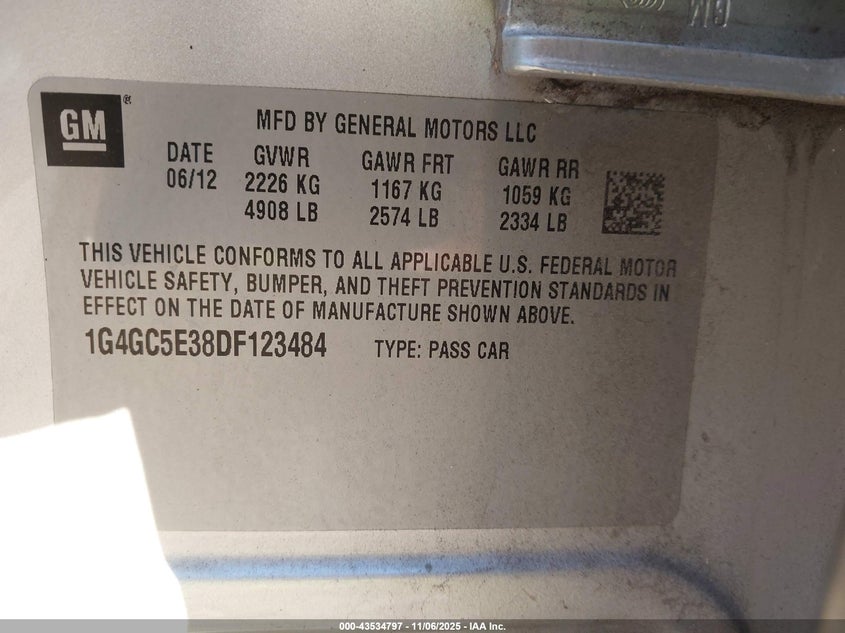 GM
GM
®
MFD BY GENERAL MOTORS LLC
DATE GVWR GAWR FRT GAWR RR
06/12 2226 KG 1167 KG 1059 KG
4908 LB 2574 LB 2334 LB
THIS VEHICLE CONFORMS TO ALL APPLICABLE U.S. FEDERAL MOTOR
VEHICLE SAFETY, BUMPER, AND THEFT PREVENTION STANDARDS IN
EFFECT ON THE DATE OF MANUFACTURE SHOWN ABOVE.
1G4GC5E38DF123484 TYPE: PASS CAR
000-43534797 - 11/06/2025 - IAA Inc.